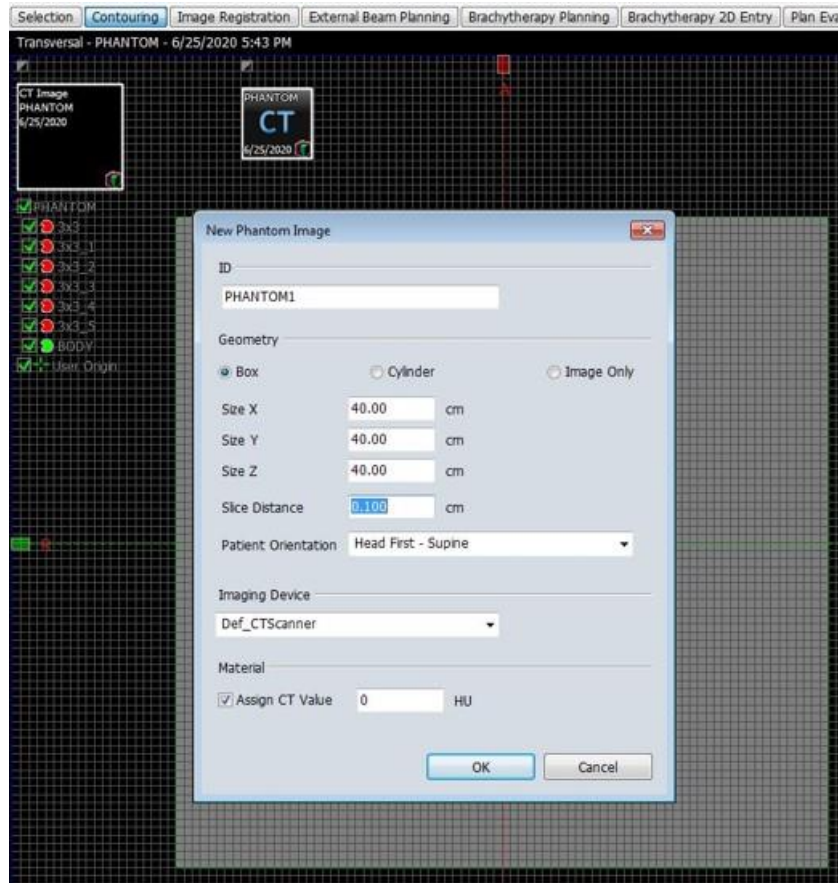 Selection Contouring Image Registration External Beam Planning Brachytherapy Planning Brachytherapy 2D Entry Plan Eva
Transversal - PHANTOM - 6/25/2020 5:43 PM
CT Image
PHANTOM
6/25/2020
PHANTOM
CT
6/25/2020
A
PHANTOM
3x3
3x3_1
3x3_2
3x3_3
3x3_4
3x3_5
BODY
User Origin
R
New Phantom Image
ID
PHANTOM1
Geometry
Box Cylinder Image Only
Size X 40.00 cm
Size Y 40.00 cm
Size Z 40.00 cm
Slice Distance 0.100 cm
Patient Orientation Head First - Supine
Imaging Device
Def_CTScanner
Material
Assign CT Value 0 HU
OK Cancel